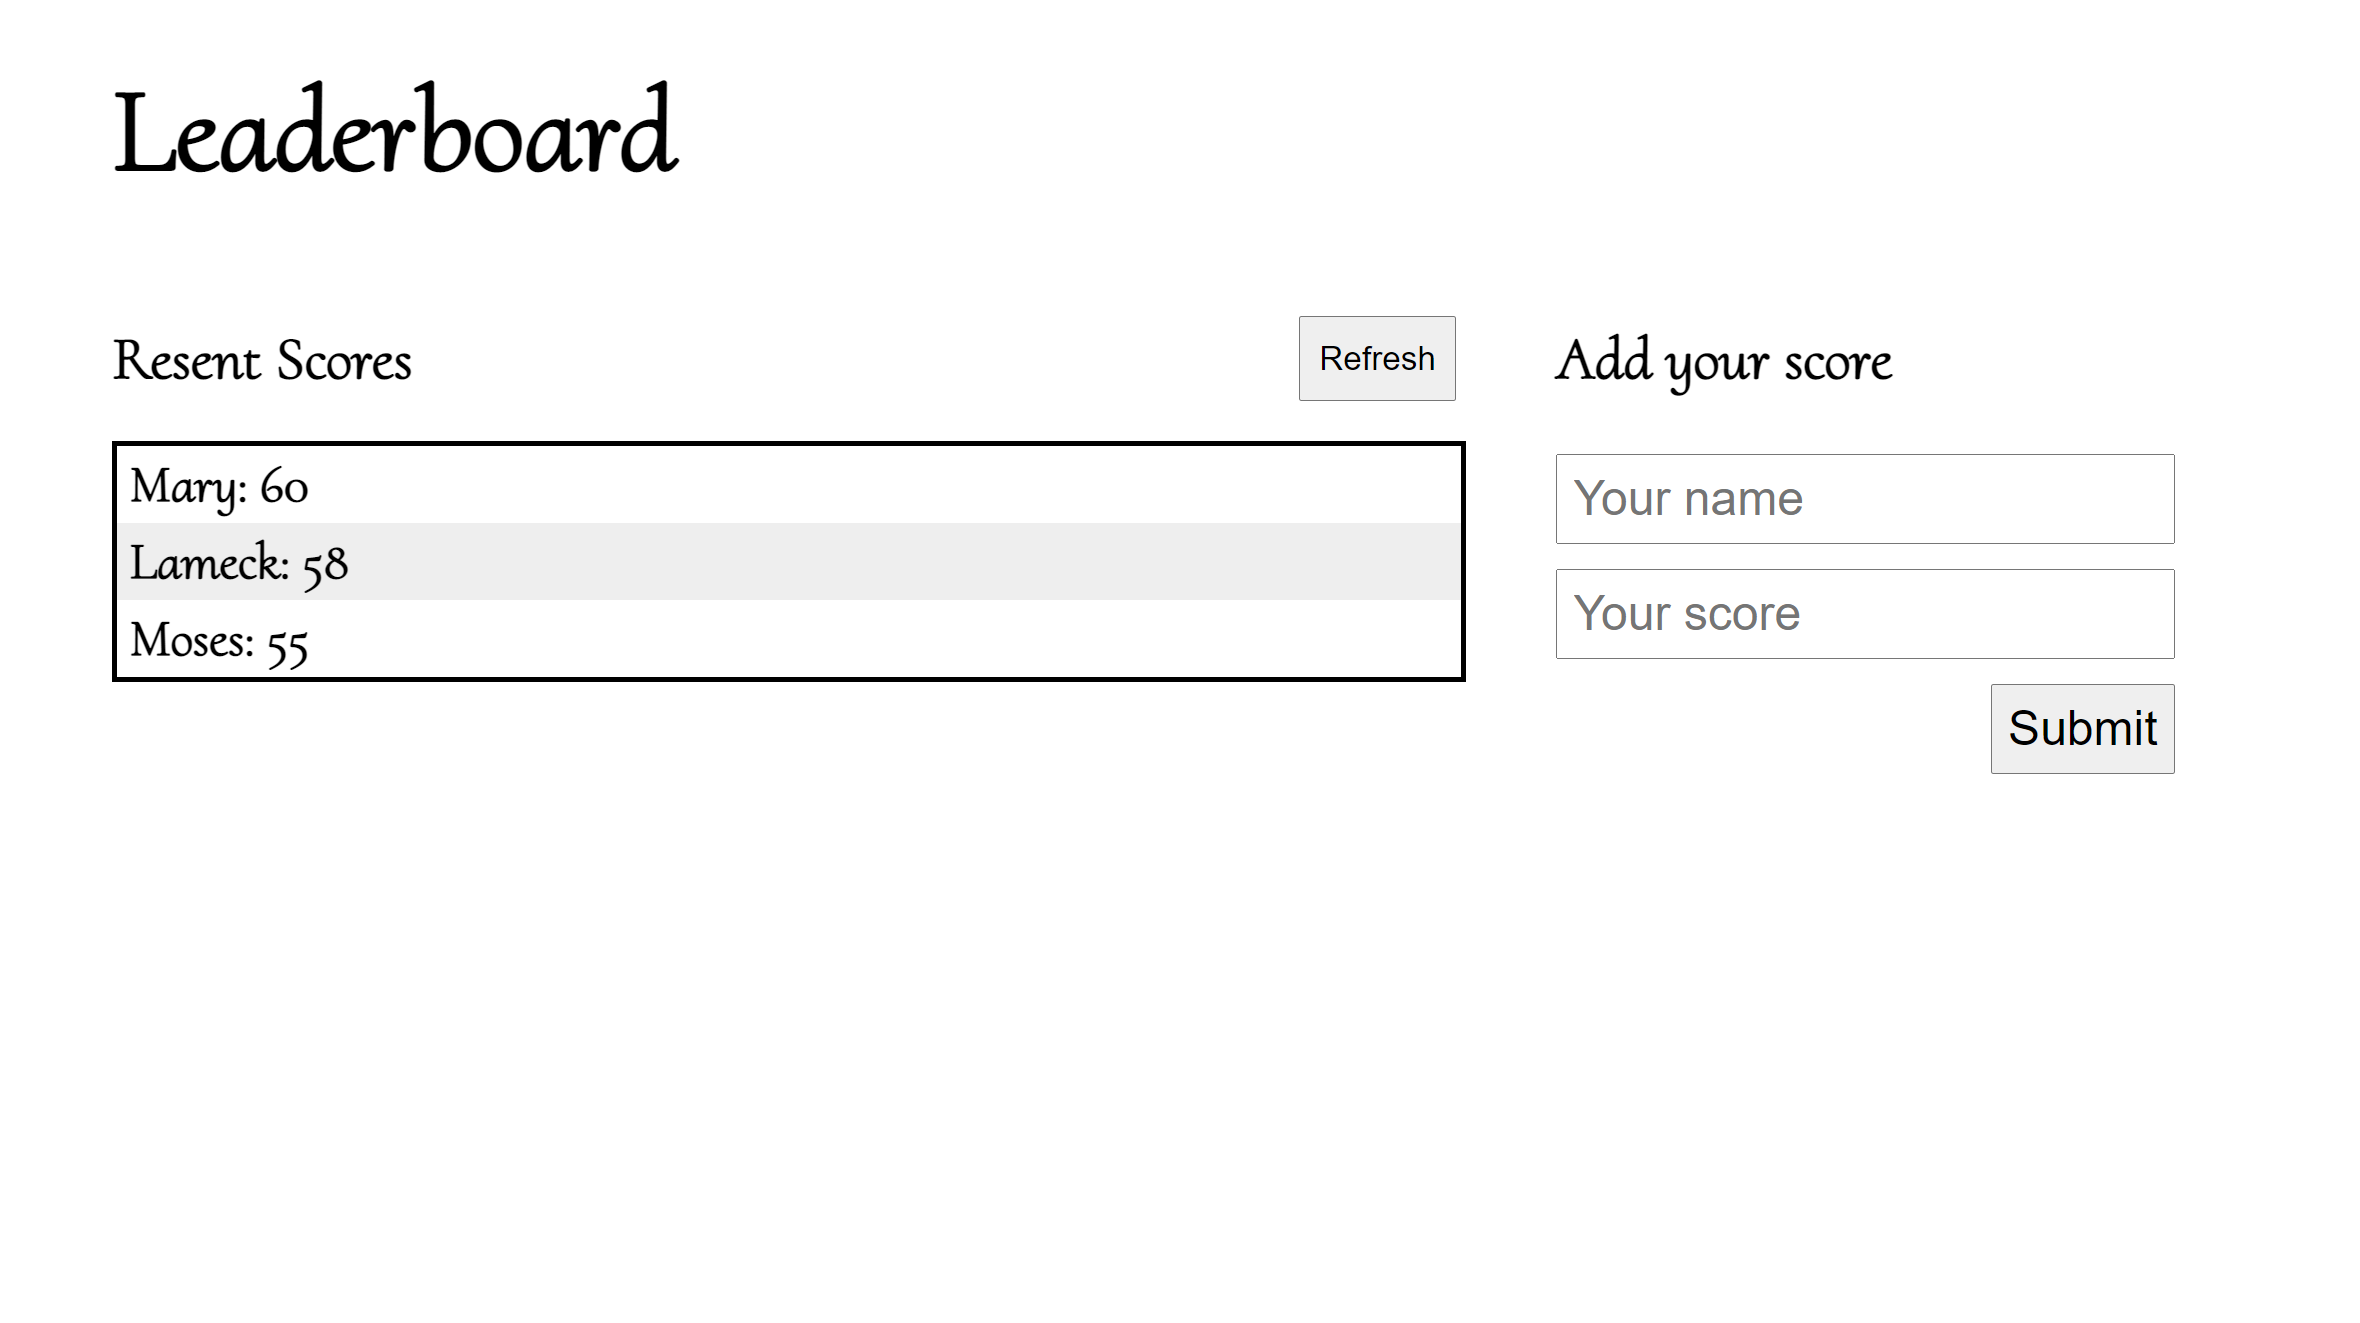 Leaderboard
Resent Scores
Refresh
Mary: 60
Lameck: 58
Moses: 55
Add your score
Your name
Your score
Submit